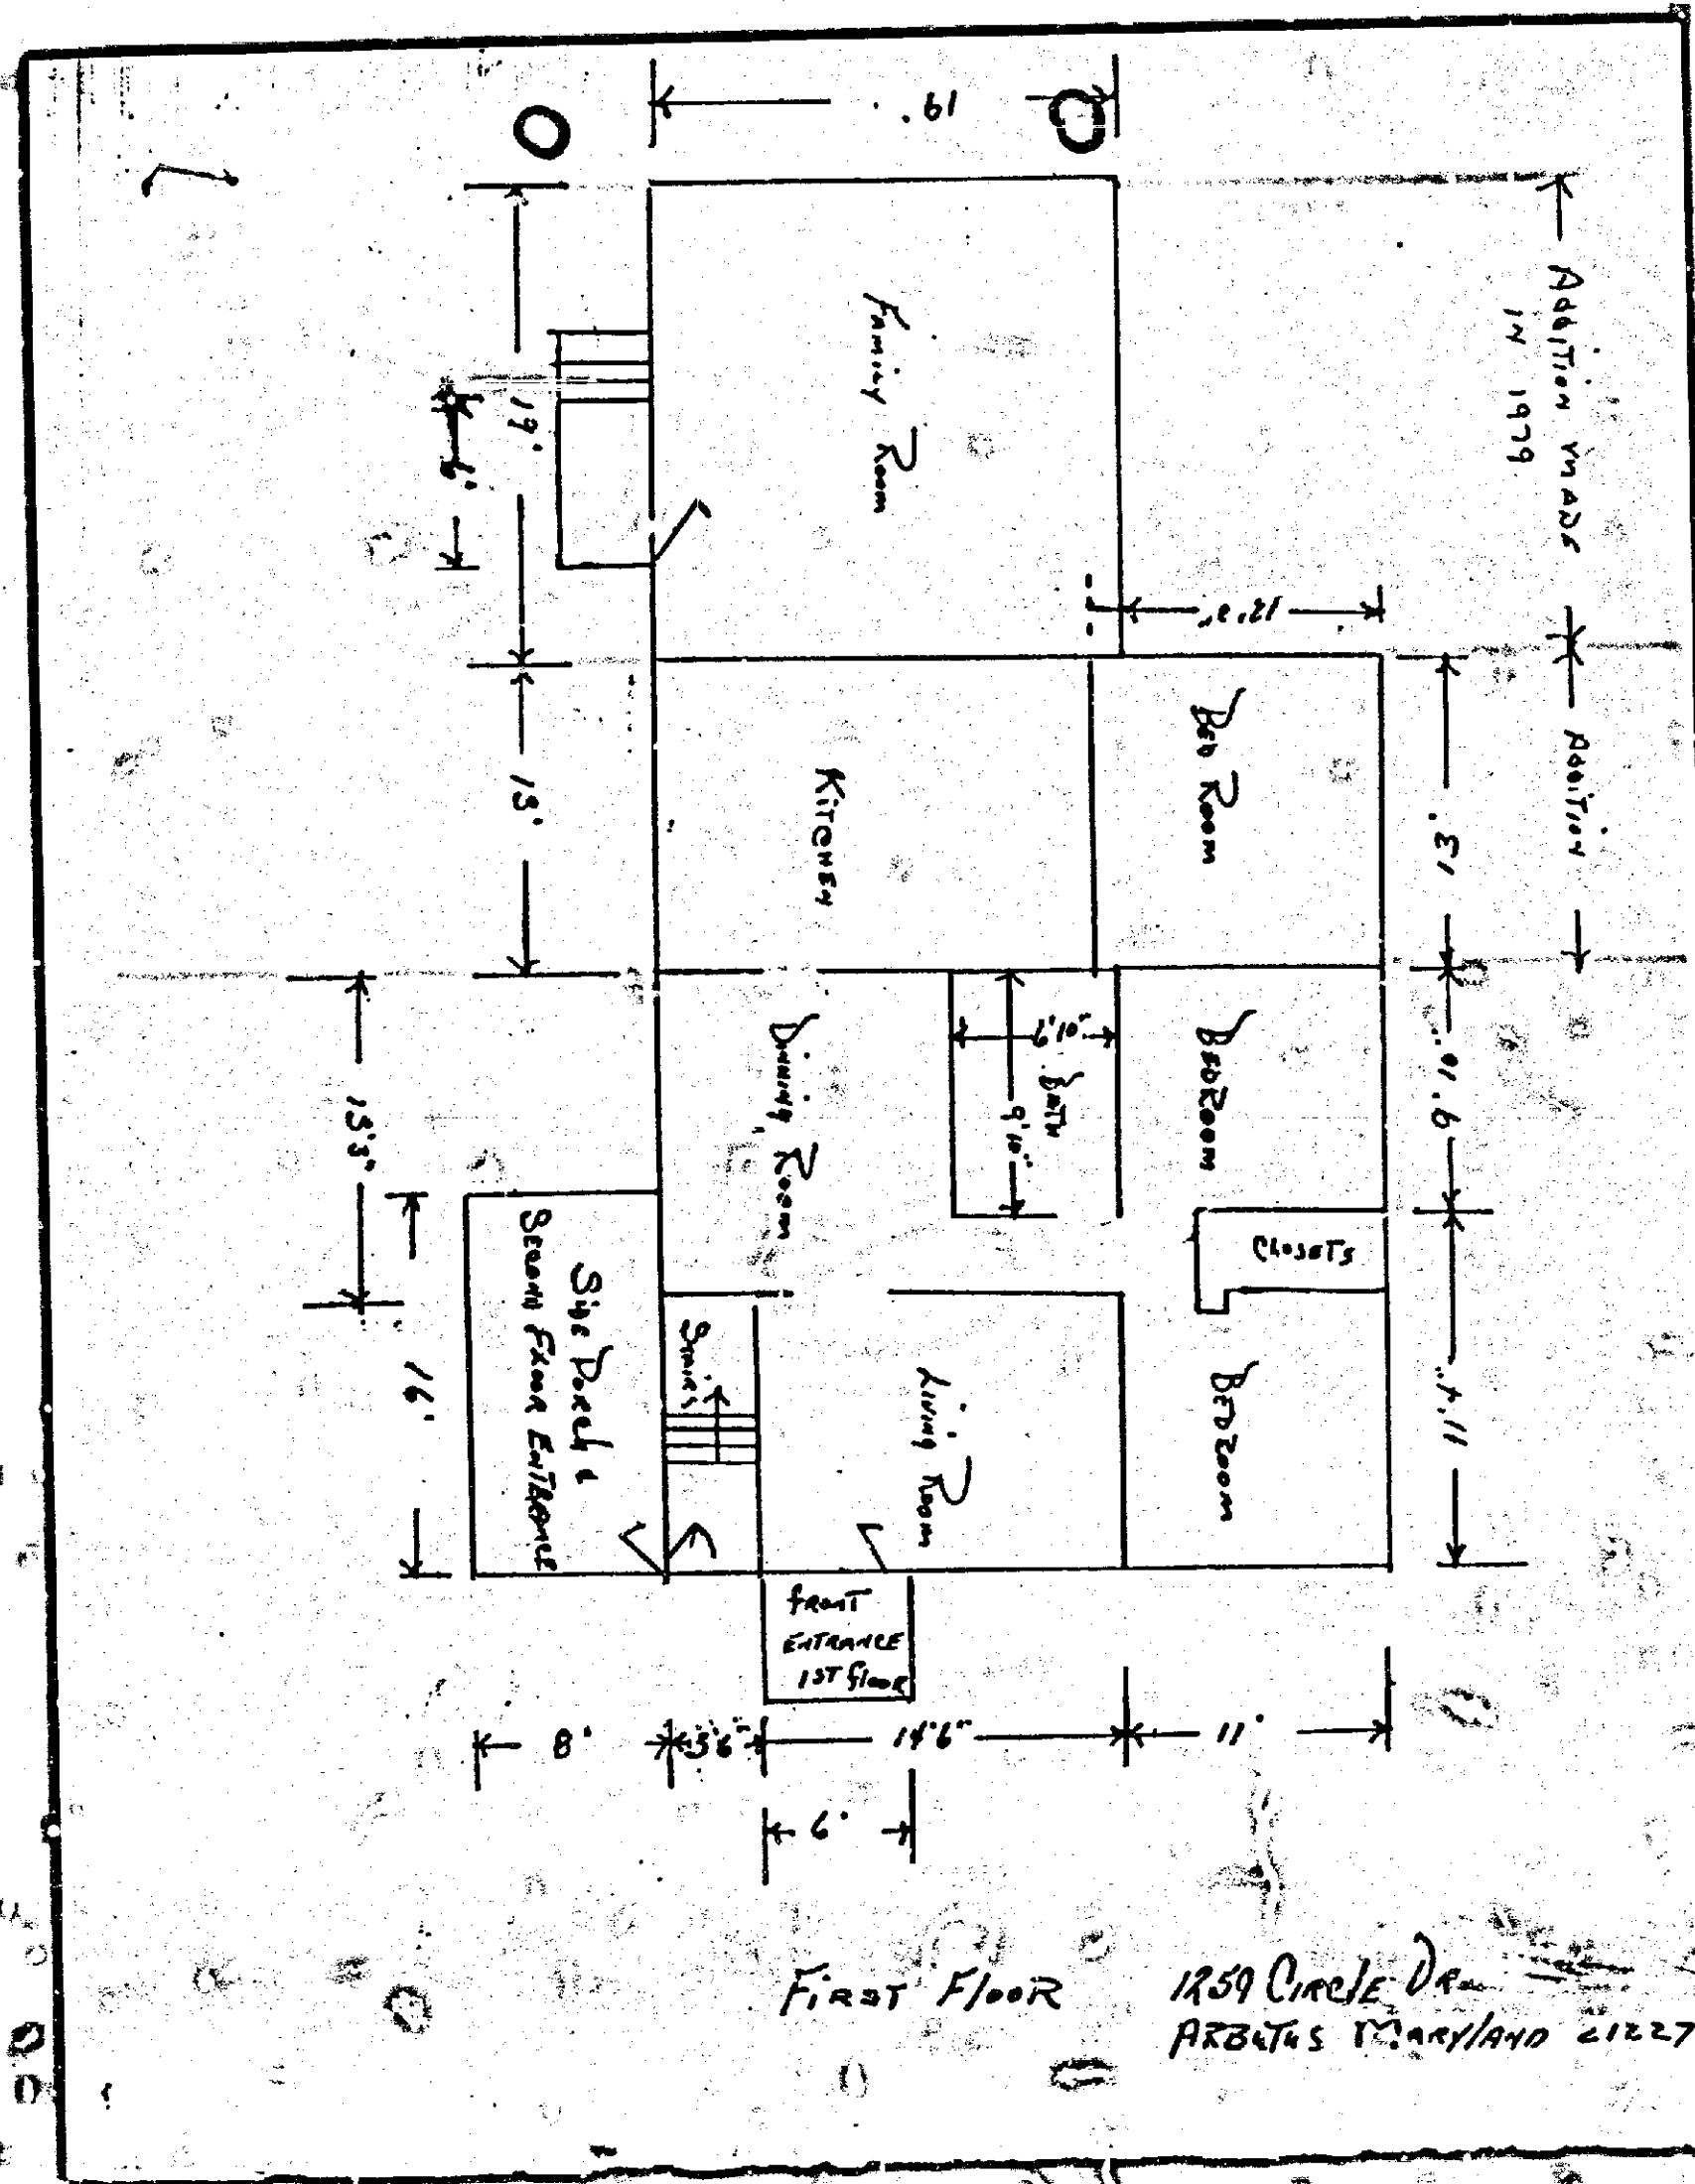 19'
Addition made
in 1979
Family Room
19'
6'
12'3"
Addition
Bed Room
13'
Kitchen
13'
Dinning Room
6'10"
Bath
9'10"
Bedroom
9'10"
15'3"
Closets
Side Porch &
Second Floor Entrance
16'
Stairs
Living Room
Bedroom
11'4"
Front
Entrance
1st Floor
8'
3'6"
14'6"
11'
6'
First Floor
1259 Circle Dr.
Arbutus Maryland 21227